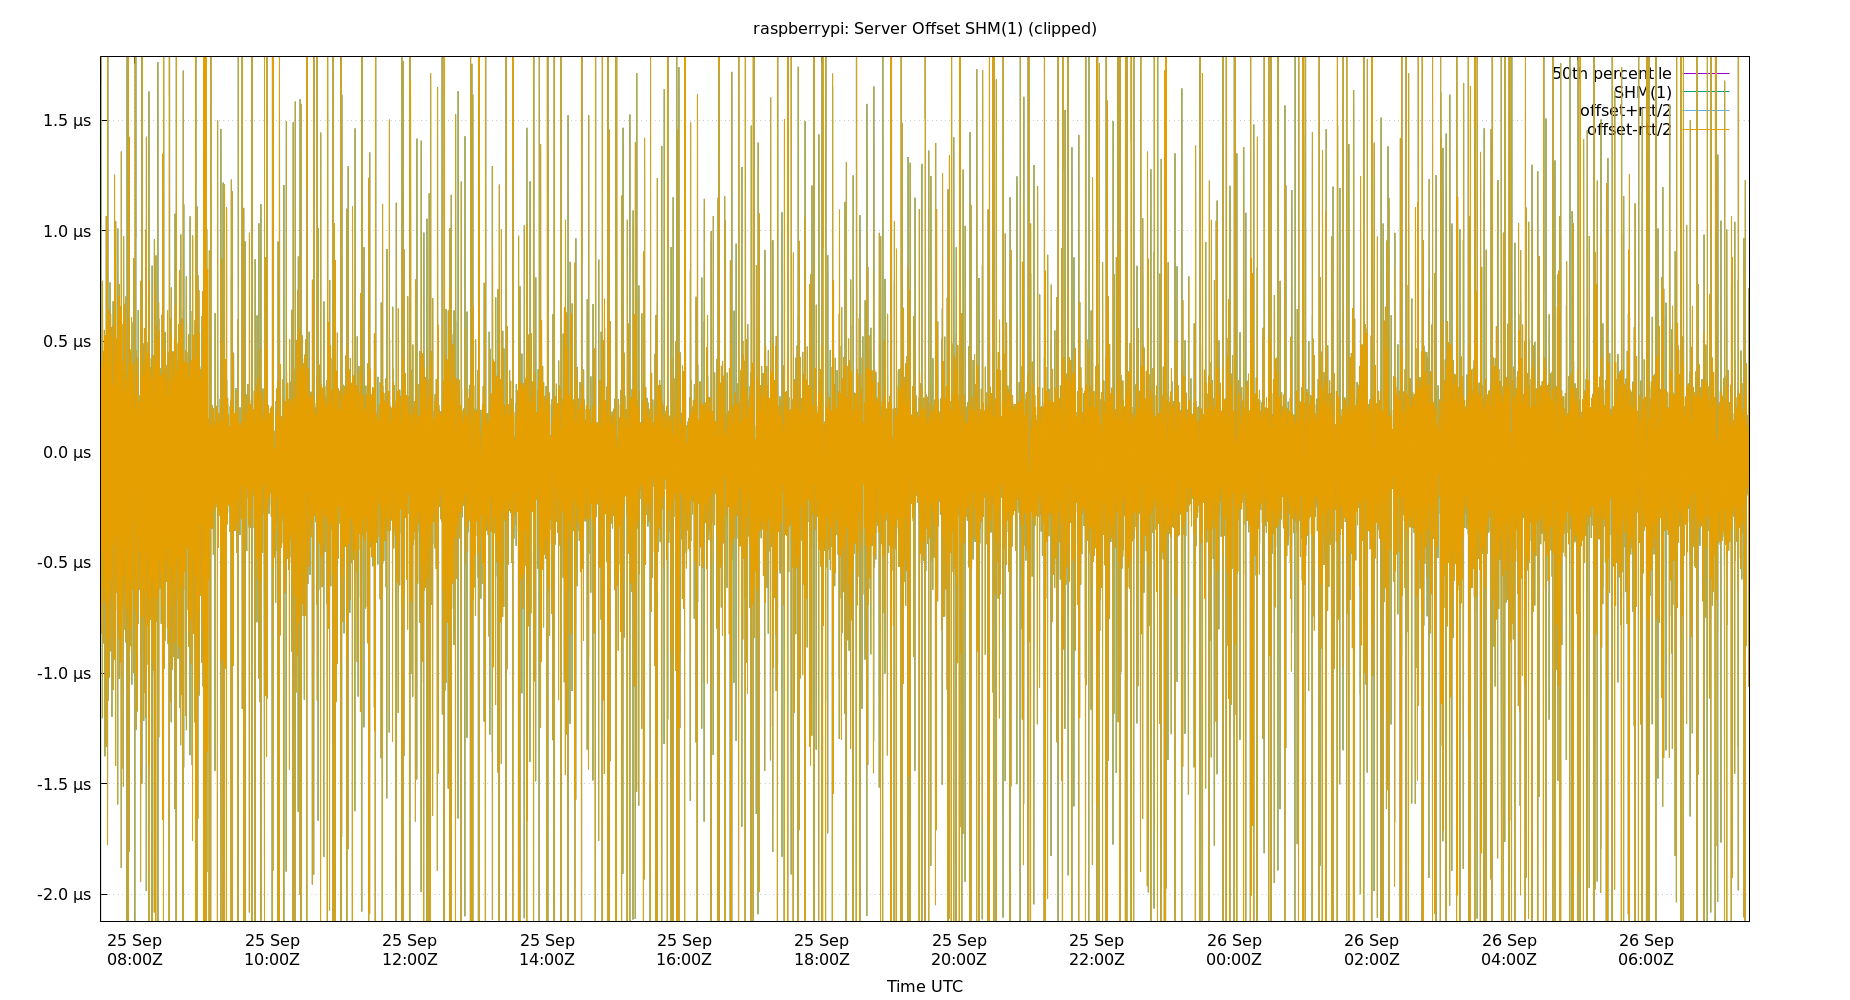 raspberrypi: Server Offset SHM(1) (clipped)
50th percentile
SHM(1)
offset+rtt/2
offset-rtt/2
1.5 µs
1.0 µs
0.5 µs
0.0 µs
-0.5 µs
-1.0 µs
-1.5 µs
-2.0 µs
25 Sep 25 Sep 25 Sep 25 Sep 25 Sep 25 Sep 25 Sep 25 Sep 26 Sep 26 Sep 26 Sep 26 Sep
08:00Z 10:00Z 12:00Z 14:00Z 16:00Z 18:00Z 20:00Z 22:00Z 00:00Z 02:00Z 04:00Z 06:00Z
Time UTC